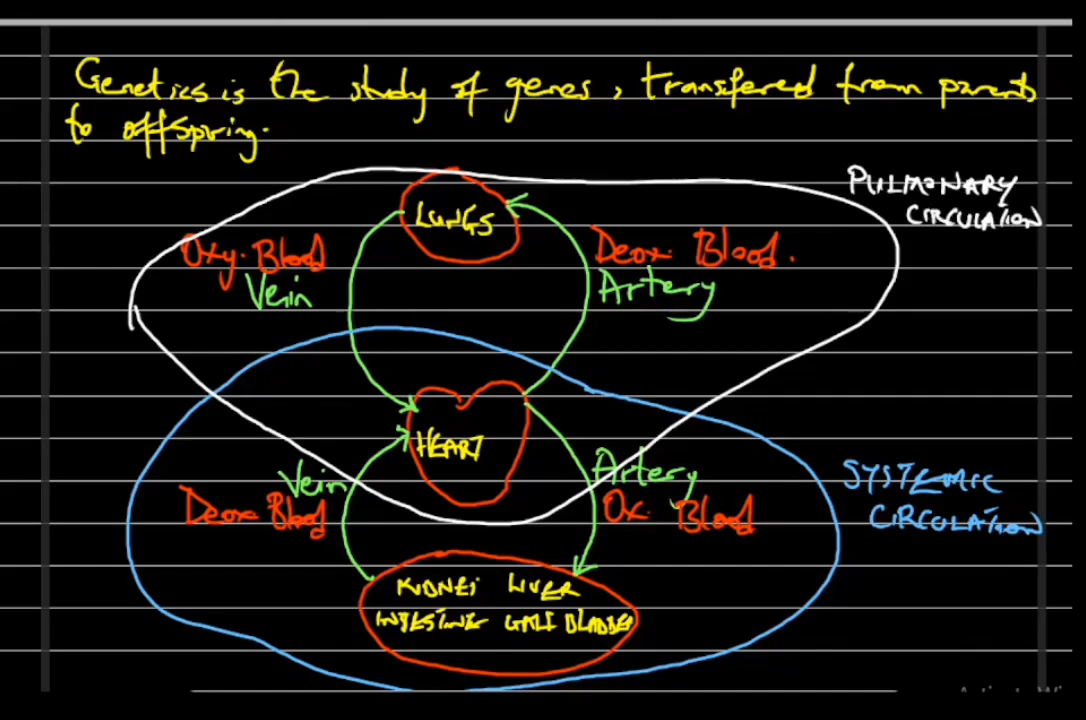 Genetics is the study of genes, transferred from parents
to offspring.
PULMONARY
CIRCULATION
LUNGS
Oxy. Blood
Vein
Deox. Blood.
Artery
HEART
Vein
Deox. Blood
Artery
Ox. Blood
SYSTEMIC
CIRCULATION
KIDNEY LIVER
INTESTINE GALL BLADDER